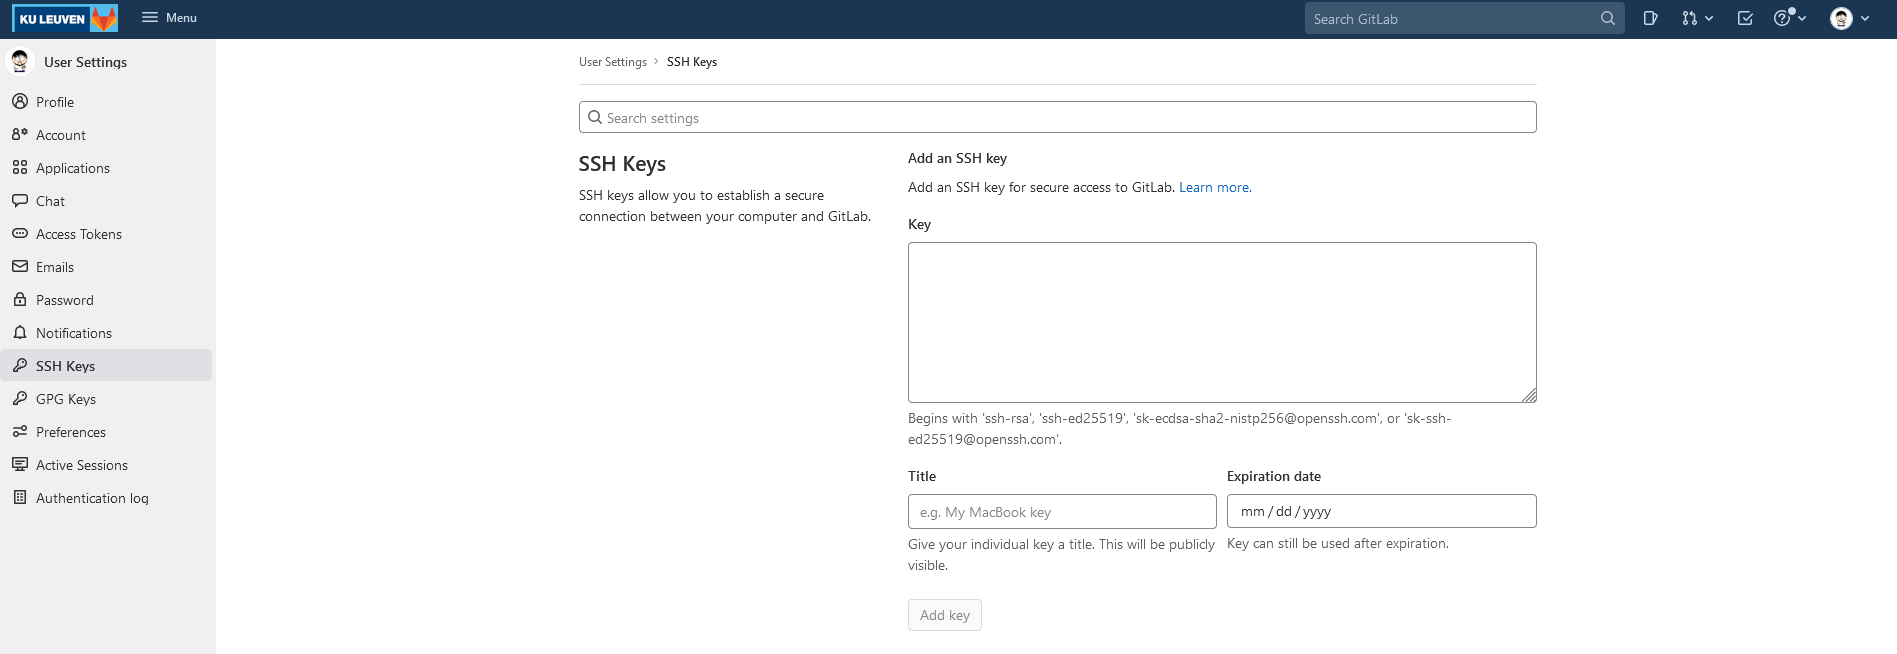 KU LEUVEN
Menu
Search GitLab
User Settings
Profile
Account
Applications
Chat
Access Tokens
Emails
Password
Notifications
SSH Keys
GPG Keys
Preferences
Active Sessions
Authentication log
User Settings › SSH Keys
Search settings
SSH Keys
SSH keys allow you to establish a secure
connection between your computer and GitLab.
Add an SSH key
Add an SSH key for secure access to GitLab. Learn more.
Key
Begins with 'ssh-rsa', 'ssh-ed25519', 'sk-ecdsa-sha2-nistp256@openssh.com', or 'sk-ssh-
ed25519@openssh.com'.
Title
e.g. My MacBook key
Give your individual key a title. This will be publicly
visible.
Expiration date
mm / dd / yyyy
Key can still be used after expiration.
Add key